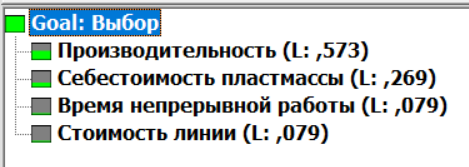 Goal: Выбор
Производительность (L: ,573)
Себестоимость пластмассы (L: ,269)
Время непрерывной работы (L: ,079)
Стоимость линии (L: ,079)